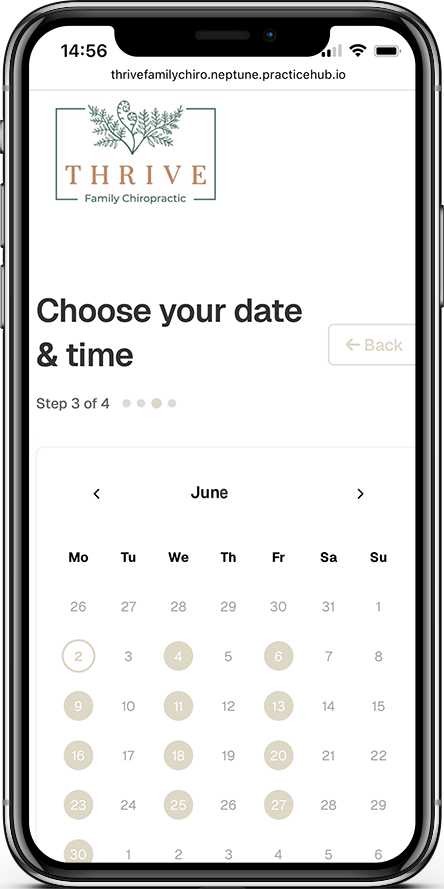 14:56
thrivefamilychiro.neptune.practicehub.io
THRIVE
Family Chiropractic
Choose your date
& time
← Back
Step 3 of 4
< June >
Mo Tu We Th Fr Sa Su
26 27 28 29 30 31 1
2 3 4 5 6 7 8
9 10 11 12 13 14 15
16 17 18 19 20 21 22
23 24 25 26 27 28 29
30 1 2 3 4 5 6